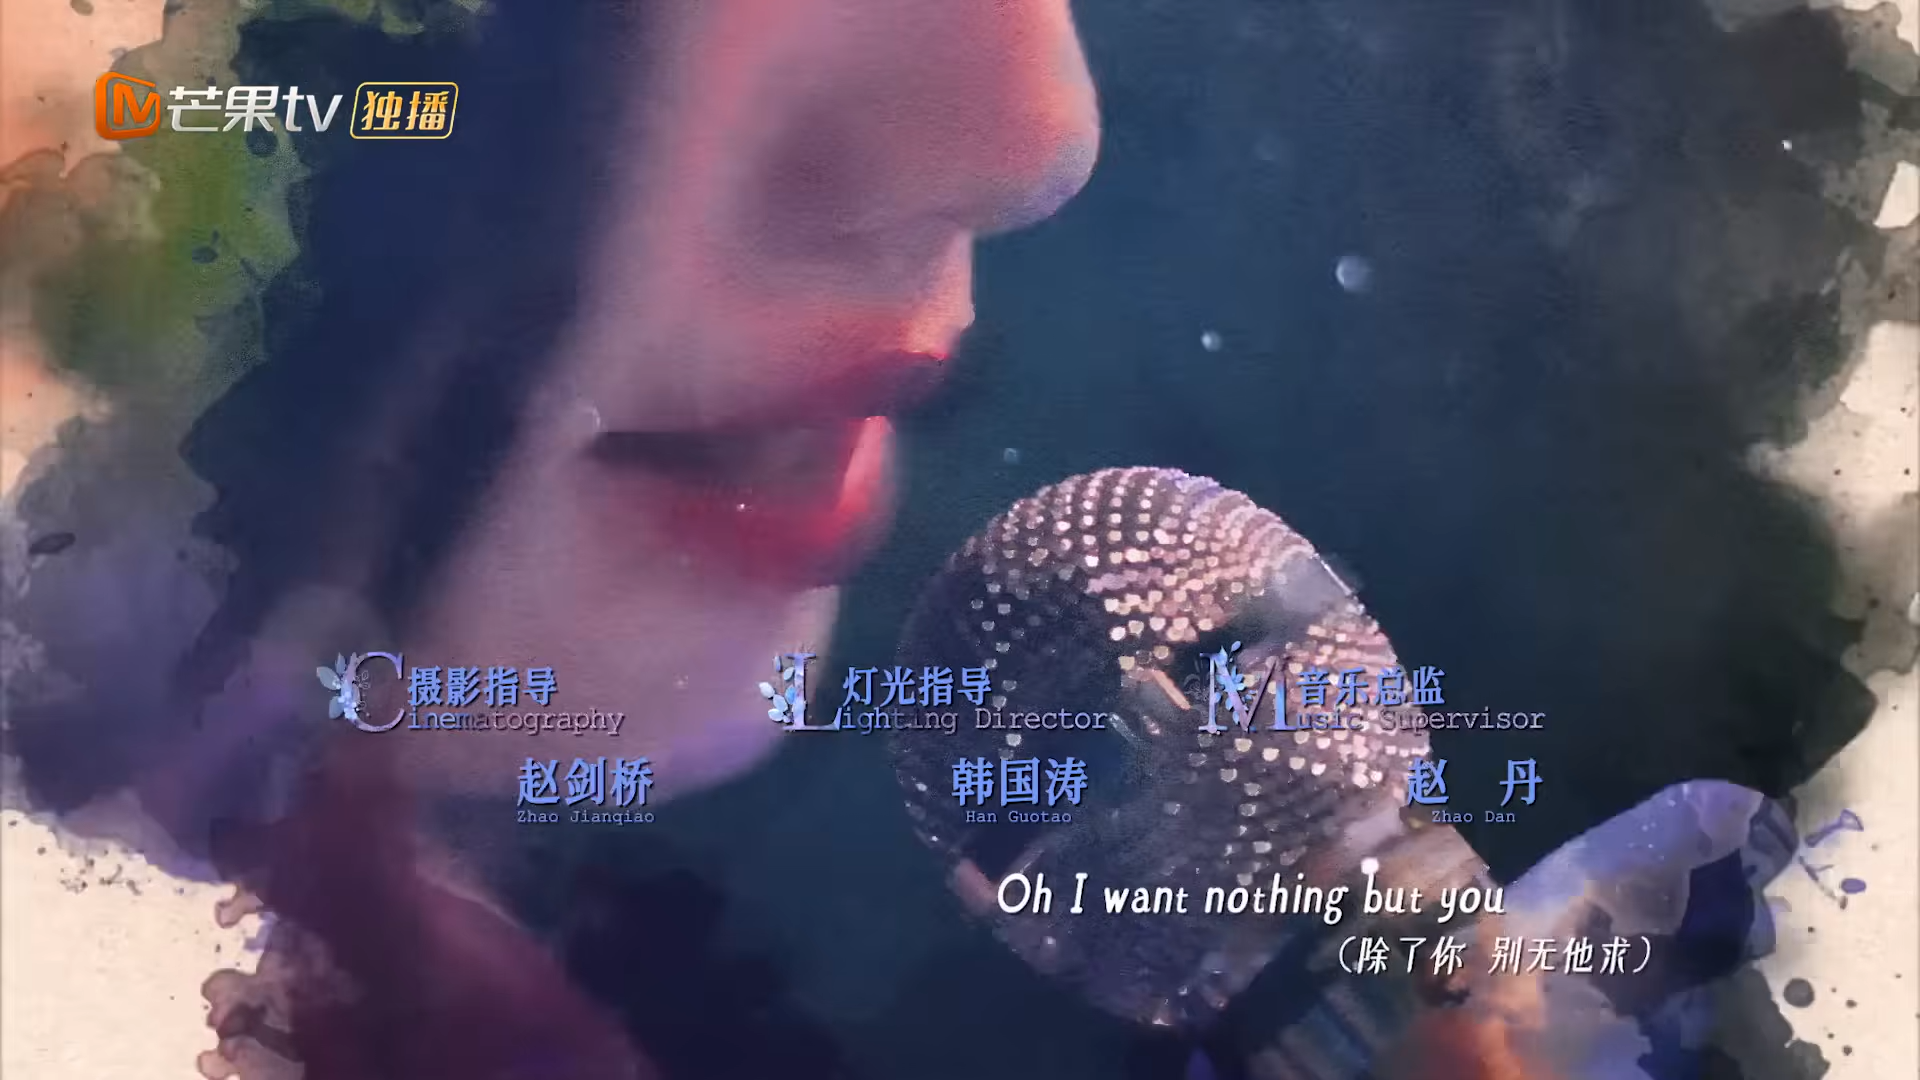 芒果tv 独播
摄影指导
Cinematography
赵剑桥
Zhao Jianqiao
灯光指导
Lighting Director
韩国涛
Han Guotao
音乐总监
Music Supervisor
赵 丹
Zhao Dan
Oh I want nothing but you
（除了你 别无他求）